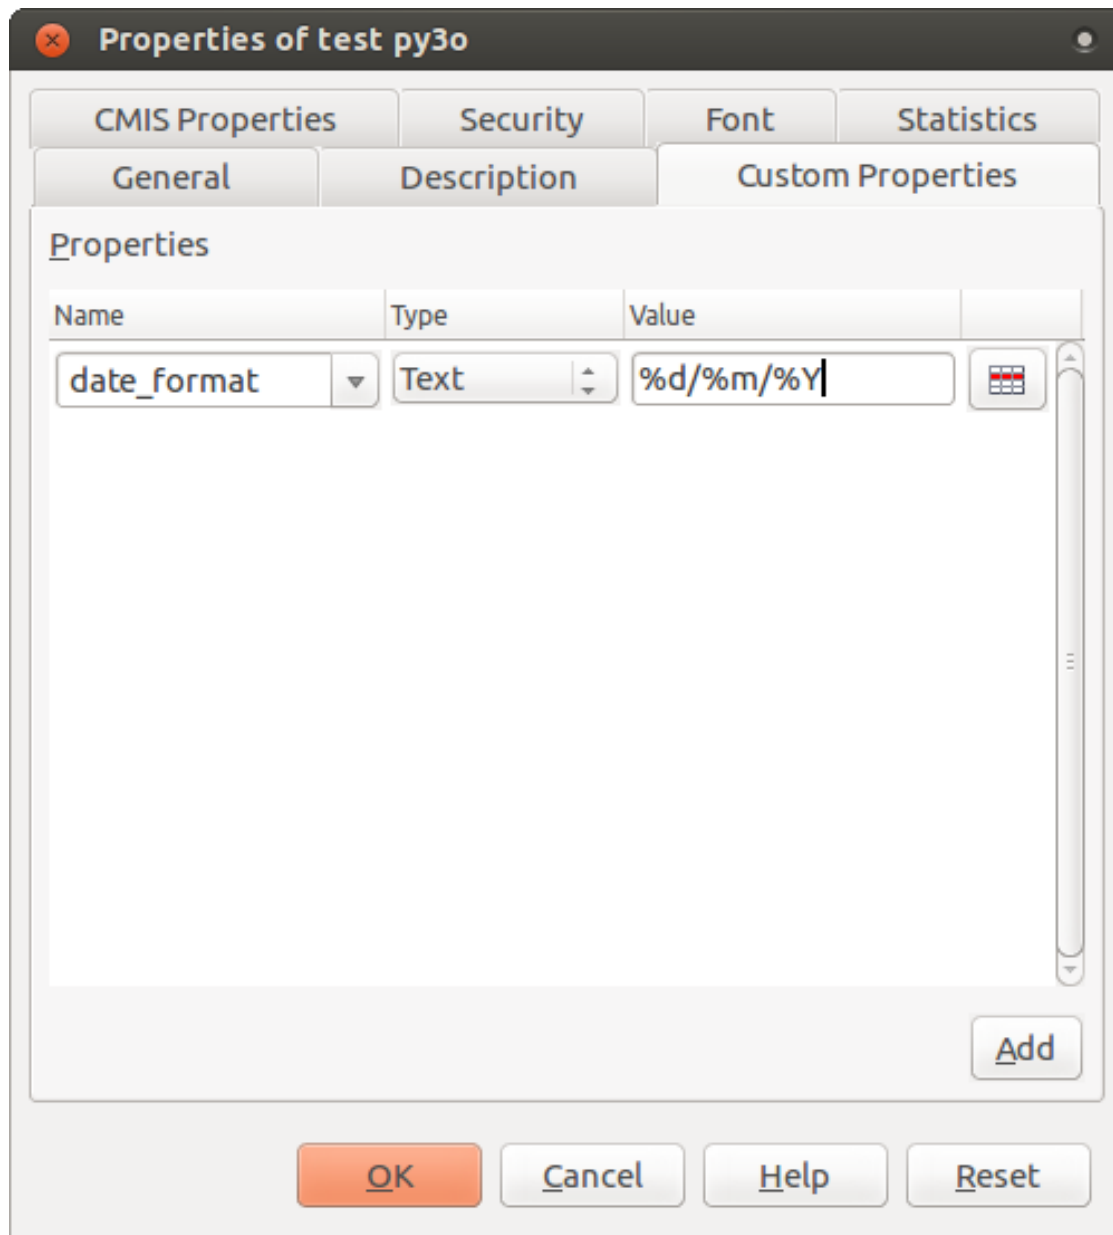 Properties of test py3o
CMIS Properties Security Font Statistics
General Description Custom Properties
Properties
Name Type Value
date_format Text %d/%m/%Y
Add
OK Cancel Help Reset